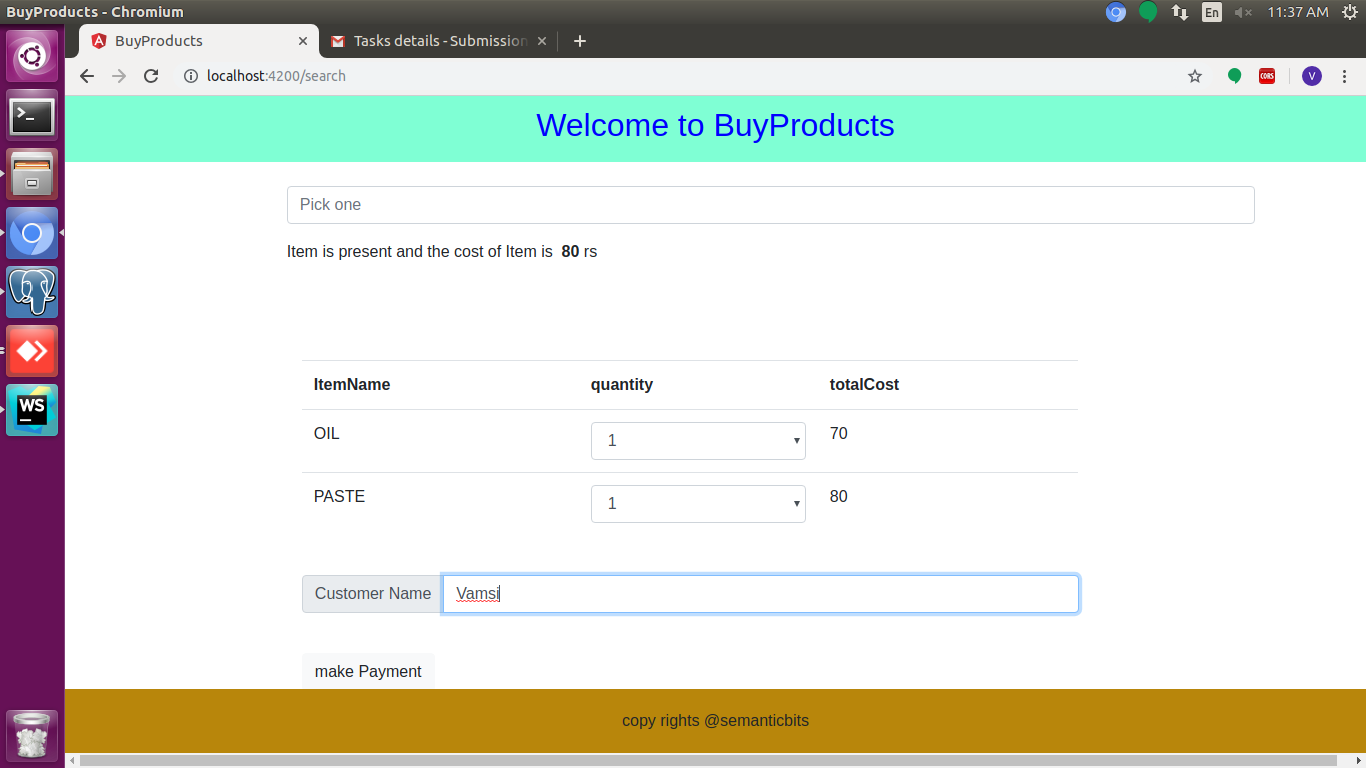 BuyProducts - Chromium
En
11:37 AM
BuyProducts
Tasks details - Submission
localhost:4200/search
CORS
V
Welcome to BuyProducts
Pick one
Item is present and the cost of Item is 80 rs
ItemName quantity totalCost
OIL 1 70
PASTE 1 80
WS
Customer Name Vamsi
make Payment
copy rights @semanticbits